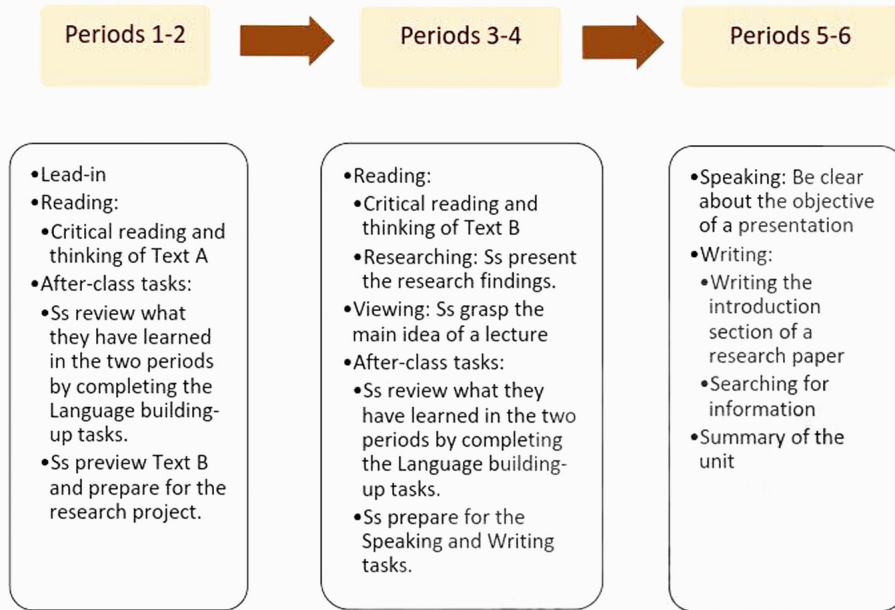 Periods 1-2
Periods 3-4
Periods 5-6
•Lead-in
•Reading:
•Critical reading and
thinking of Text A
•After-class tasks:
•Ss review what
they have learned
in the two periods
by completing the
Language building-
up tasks.
•Ss preview Text B
and prepare for the
research project.
•Reading:
•Critical reading and
thinking of Text B
•Researching: Ss present
the research findings.
•Viewing: Ss grasp the
main idea of a lecture
•After-class tasks:
•Ss review what they
have learned in the two
periods by completing
the Language building-
up tasks.
•Ss prepare for the
Speaking and Writing
tasks.
•Speaking: Be clear
about the objective
of a presentation
•Writing:
•Writing the
introduction
section of a
research paper
•Searching for
information
•Summary of the
unit